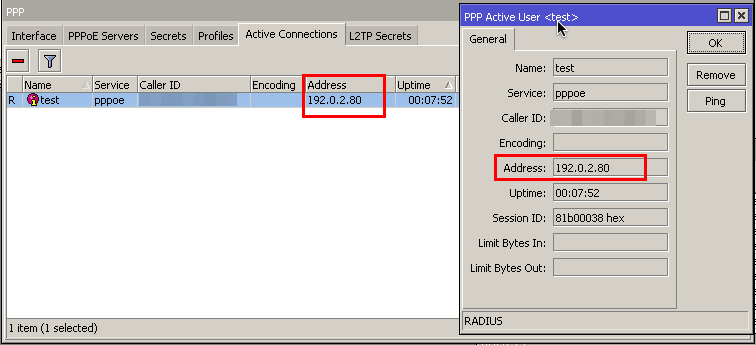 PPP
Interface PPPoE Servers Secrets Profiles Active Connections L2TP Secrets
Name Service Caller ID Encoding Address Uptime
R test pppoe 192.0.2.80 00:07:52
1 item (1 selected)
PPP Active User <test>
General
OK
Remove
Ping
Name: test
Service: pppoe
Caller ID:
Encoding:
Address: 192.0.2.80
Uptime: 00:07:52
Session ID: 81b00038 hex
Limit Bytes In:
Limit Bytes Out:
RADIUS